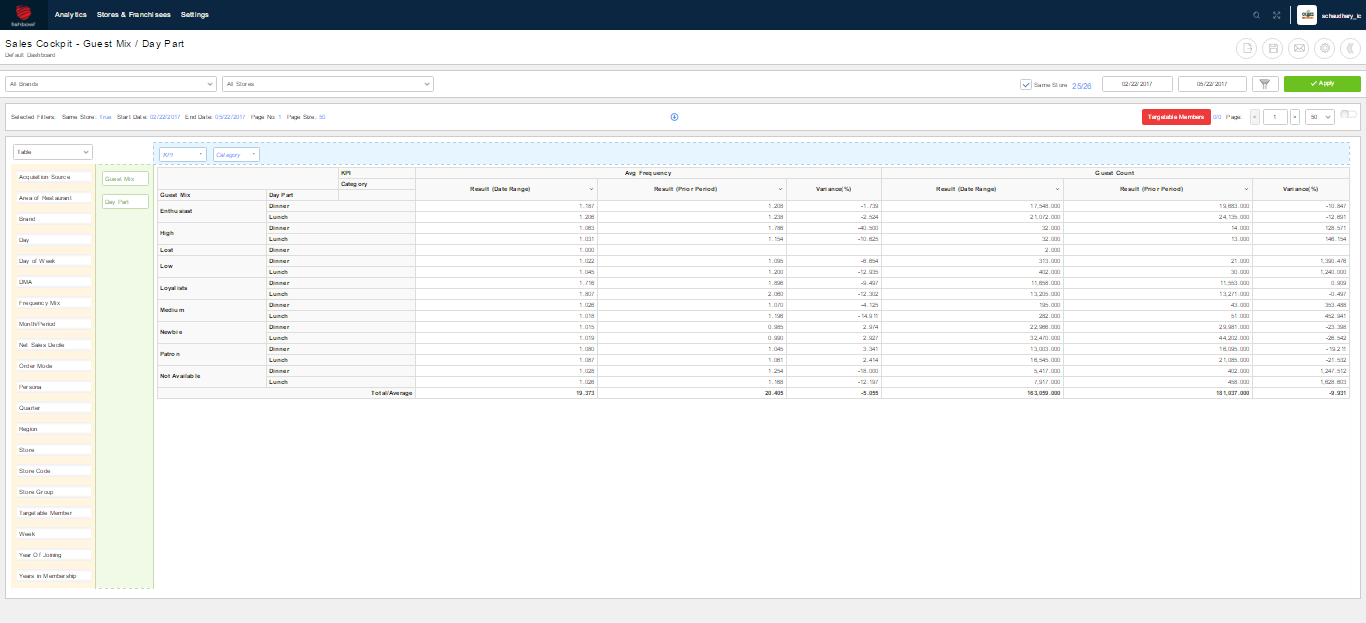 fishbowl
Analytics Stores & Franchisees Settings
schaudhary_ic
Sales Cockpit - Guest Mix / Day Part
Default Dashboard
All Brands All Stores Same Store 25/26 02/22/2017 05/22/2017 Apply
Selected Filters: Same Store: true Start Date: 02/22/2017 End Date: 05/22/2017 Page No: 1 Page Size: 50 Targetable Members 0/0 Page: < 1 > 50
Table KPI Category
Acquisition Source
Area of Restaurant
Brand
Day
Day of Week
DMA
Frequency Mix
Month/Period
Net Sales Decile
Order Mode
Persona
Quarter
Region
Store
Store Code
Store Group
Targetable Member
Week
Year Of Joining
Years in Membership
Guest Mix
Day Part
KPI Avg Frequency Guest Count
Category
Result (Date Range) Result (Prior Period) Variance(%) Result (Date Range) Result (Prior Period) Variance(%)
Guest Mix Day Part
Enthusiast Dinner 1.187 1.208 -1.739 17,548.000 19,683.000 -10.847
Lunch 1.206 1.238 -2.524 21,072.000 24,135.000 -12.691
High Dinner 1.063 1.786 -40.500 32.000 14.000 128.571
Lunch 1.031 1.154 -10.625 32.000 13.000 146.154
Lost Dinner 1.000 2.000
Low Dinner 1.022 1.095 -6.654 313.000 21.000 1,390.476
Lunch 1.045 1.200 -12.935 402.000 30.000 1,240.000
Loyalists Dinner 1.716 1.896 -9.497 11,658.000 11,553.000 0.909
Lunch 1.807 2.060 -12.302 13,205.000 13,271.000 -0.497
Medium Dinner 1.026 1.070 -4.125 195.000 43.000 353.488
Lunch 1.018 1.196 -14.911 282.000 51.000 452.941
Newbie Dinner 1.015 0.985 2.974 22,966.000 29,981.000 -23.398
Lunch 1.019 0.990 2.927 32,470.000 44,202.000 -26.542
Patron Dinner 1.080 1.045 3.341 13,003.000 16,095.000 -19.211
Lunch 1.087 1.061 2.414 16,545.000 21,085.000 -21.532
Not Available Dinner 1.028 1.254 -18.000 5,417.000 402.000 1,247.512
Lunch 1.026 1.168 -12.197 7,917.000 458.000 1,628.603
Total/Average 19.373 20.405 -5.055 163,059.000 181,037.000 -9.931